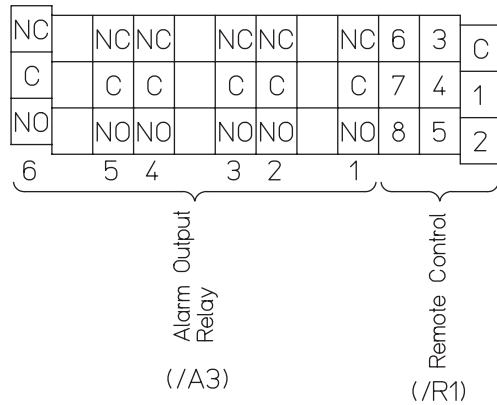 NC NC NC NC NC NC 6 3 C
C C C C C C 7 4 1
NO NO NO NO NO NO 8 5 2
6 5 4 3 2 1
Alarm Output
Relay
(/A3)
Remote Control
(/R1)